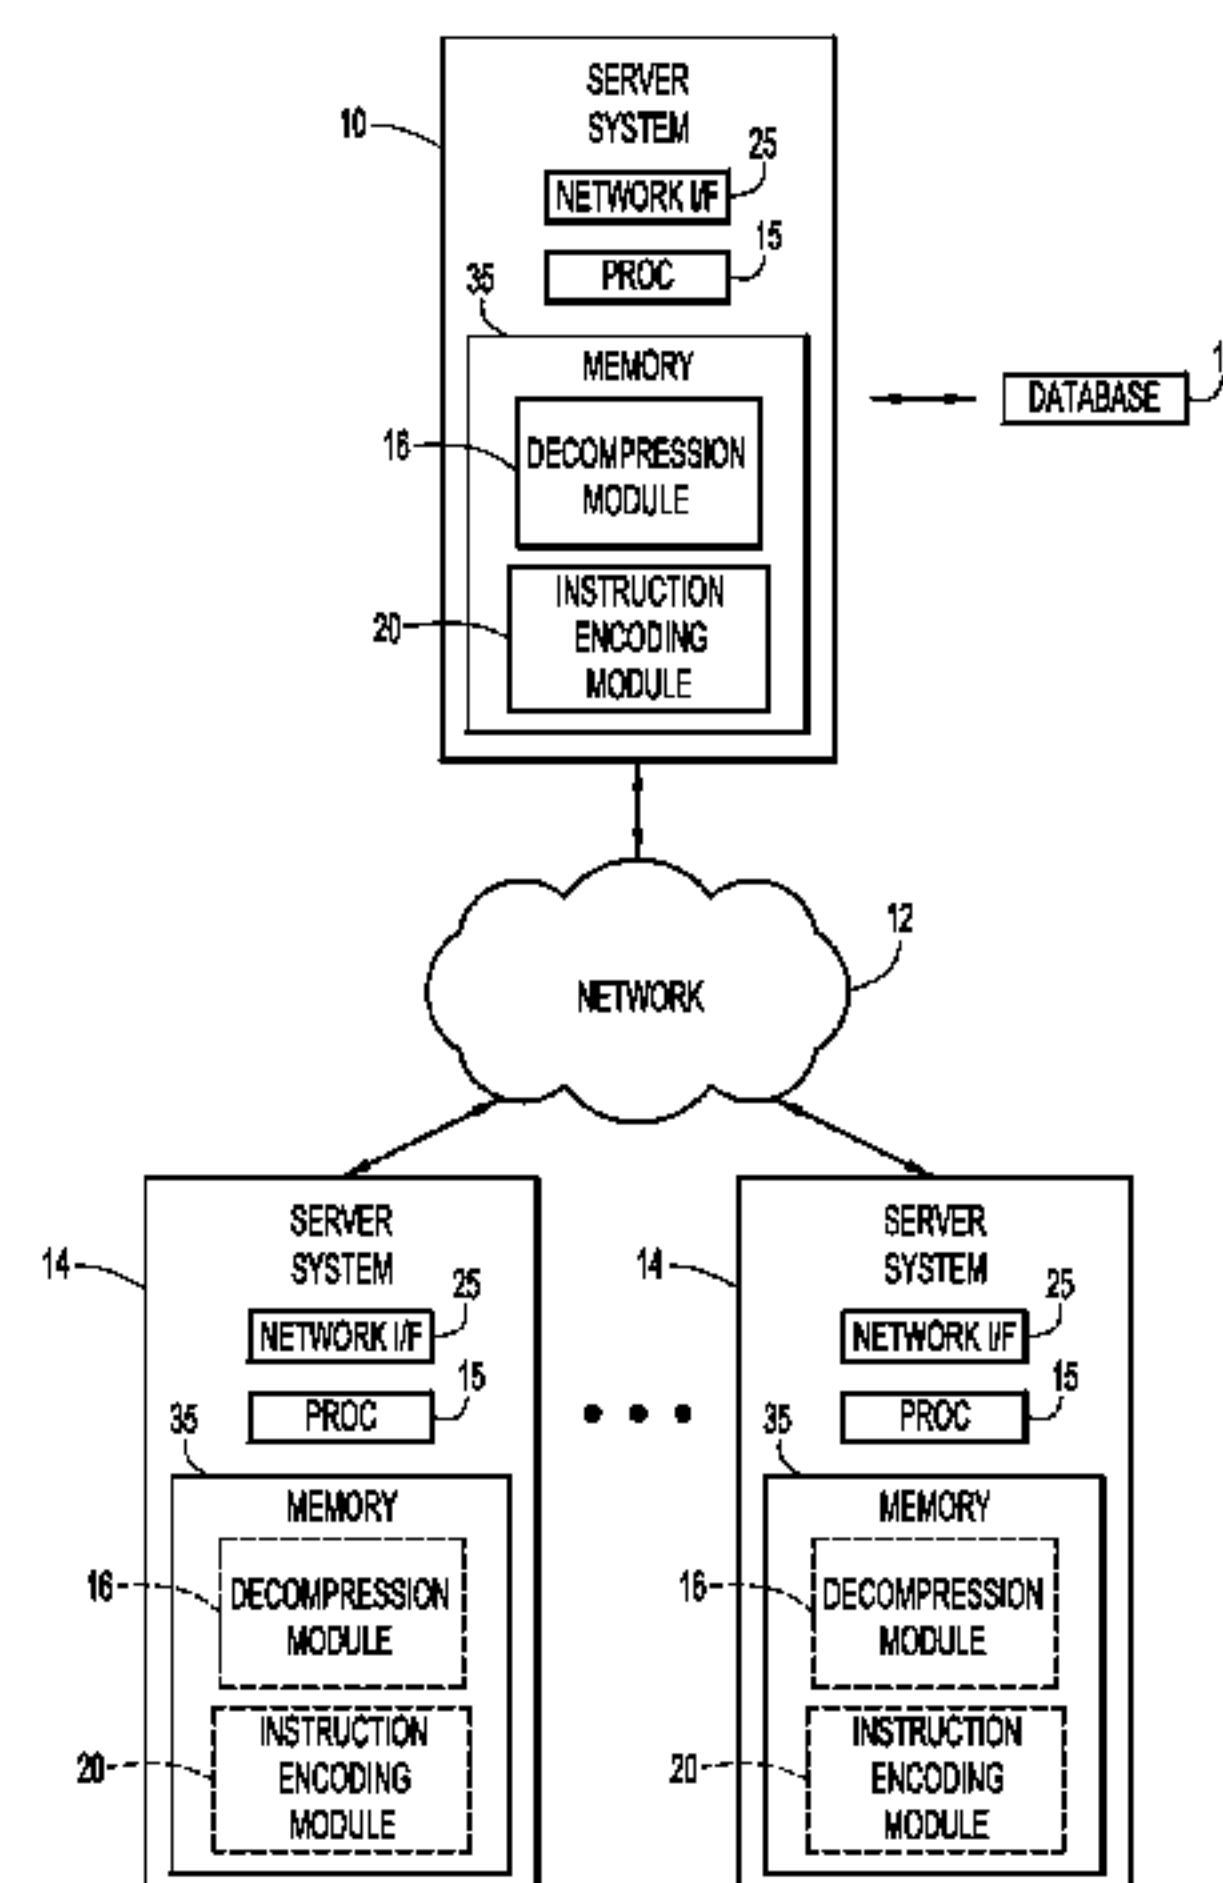 SERVER
SYSTEM
10
25
NETWORK I/F
15
PROC
35
MEMORY
DATABASE
16
DECOMPRESSION
MODULE
20
INSTRUCTION
ENCODING
MODULE
12
NETWORK
SERVER
SYSTEM
14
25
NETWORK I/F
15
PROC
35
MEMORY
16
DECOMPRESSION
MODULE
20
INSTRUCTION
ENCODING
MODULE
SERVER
SYSTEM
14
25
NETWORK I/F
15
PROC
35
MEMORY
16
DECOMPRESSION
MODULE
20
INSTRUCTION
ENCODING
MODULE